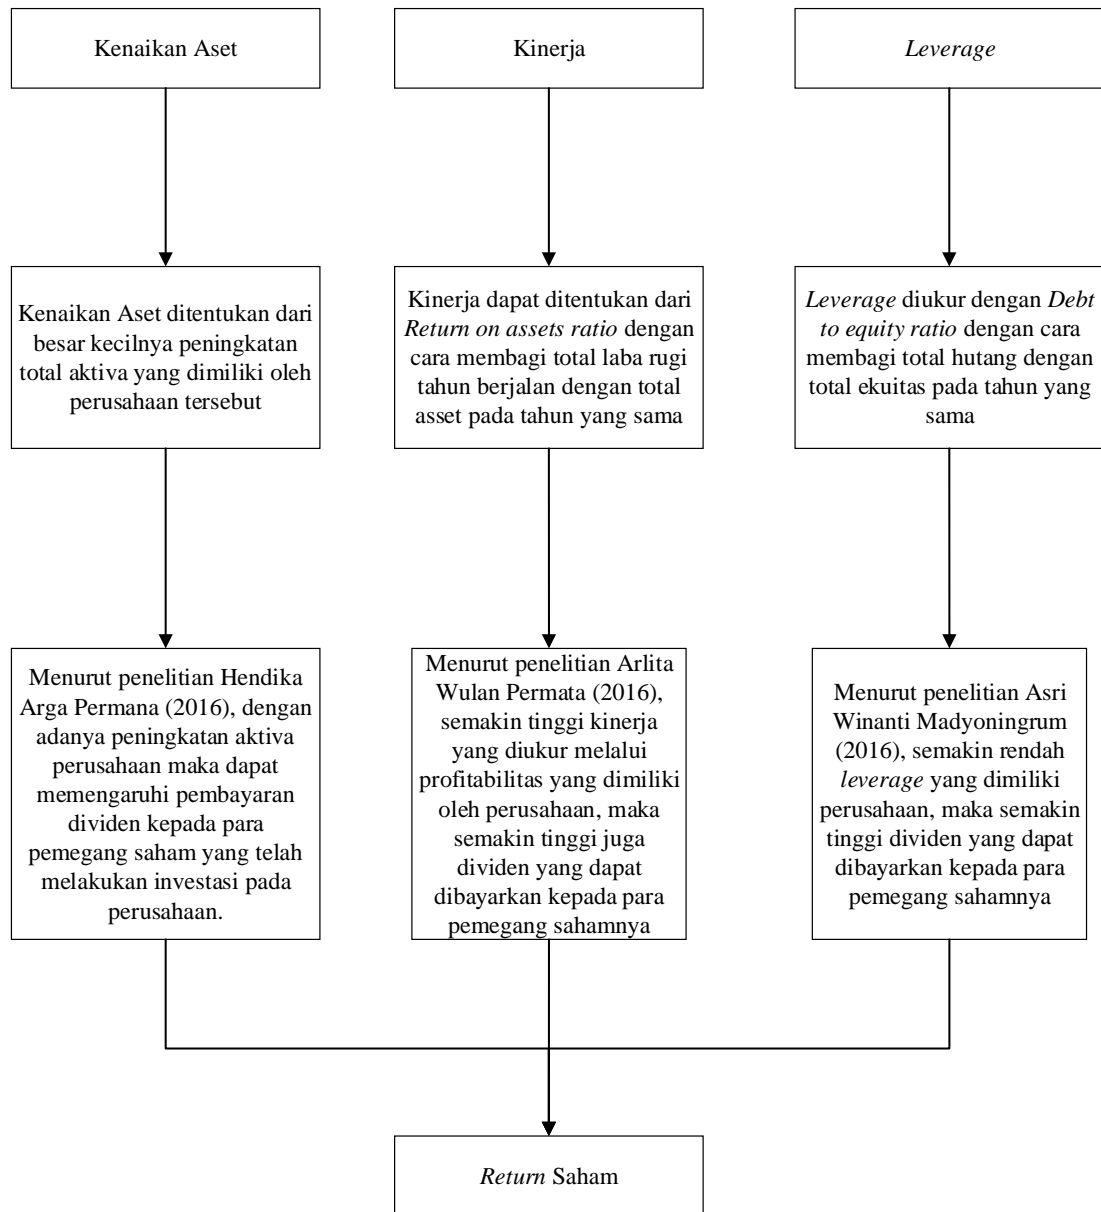 Kenaikan Aset
Kinerja
Leverage
Kenaikan Aset ditentukan dari
besar kecilnya peningkatan
total aktiva yang dimiliki oleh
perusahaan tersebut
Kinerja dapat ditentukan dari
Return on assets ratio dengan
cara membagi total laba rugi
tahun berjalan dengan total
asset pada tahun yang sama
Leverage diukur dengan Debt
to equity ratio dengan cara
membagi total hutang dengan
total ekuitas pada tahun yang
sama
Menurut penelitian Hendika
Arga Permana (2016), dengan
adanya peningkatan aktiva
perusahaan maka dapat
memengaruhi pembayaran
dividen kepada para
pemegang saham yang telah
melakukan investasi pada
perusahaan.
Menurut penelitian Arlita
Wulan Permata (2016),
semakin tinggi kinerja
yang diukur melalui
profitabilitas yang dimiliki
oleh perusahaan, maka
semakin tinggi juga
dividen yang dapat
dibayarkan kepada para
pemegang sahamnya
Menurut penelitian Asri
Winanti Madyoningrum
(2016), semakin rendah
leverage yang dimiliki
perusahaan, maka semakin
tinggi dividen yang dapat
dibayarkan kepada para
pemegang sahamnya
Return Saham